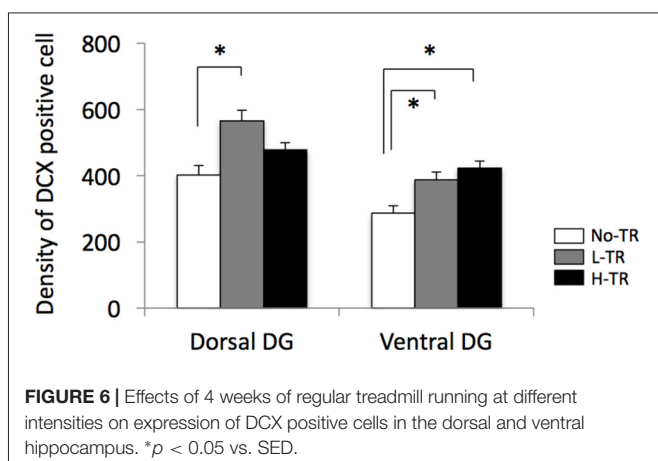 800
*
*
600
*
400
200
0
Density of DCX positive cell
No-TR
L-TR
H-TR
Dorsal DG
Ventral DG
FIGURE 6 | Effects of 4 weeks of regular treadmill running at different
intensities on expression of DCX positive cells in the dorsal and ventral
hippocampus. *p < 0.05 vs. SED.